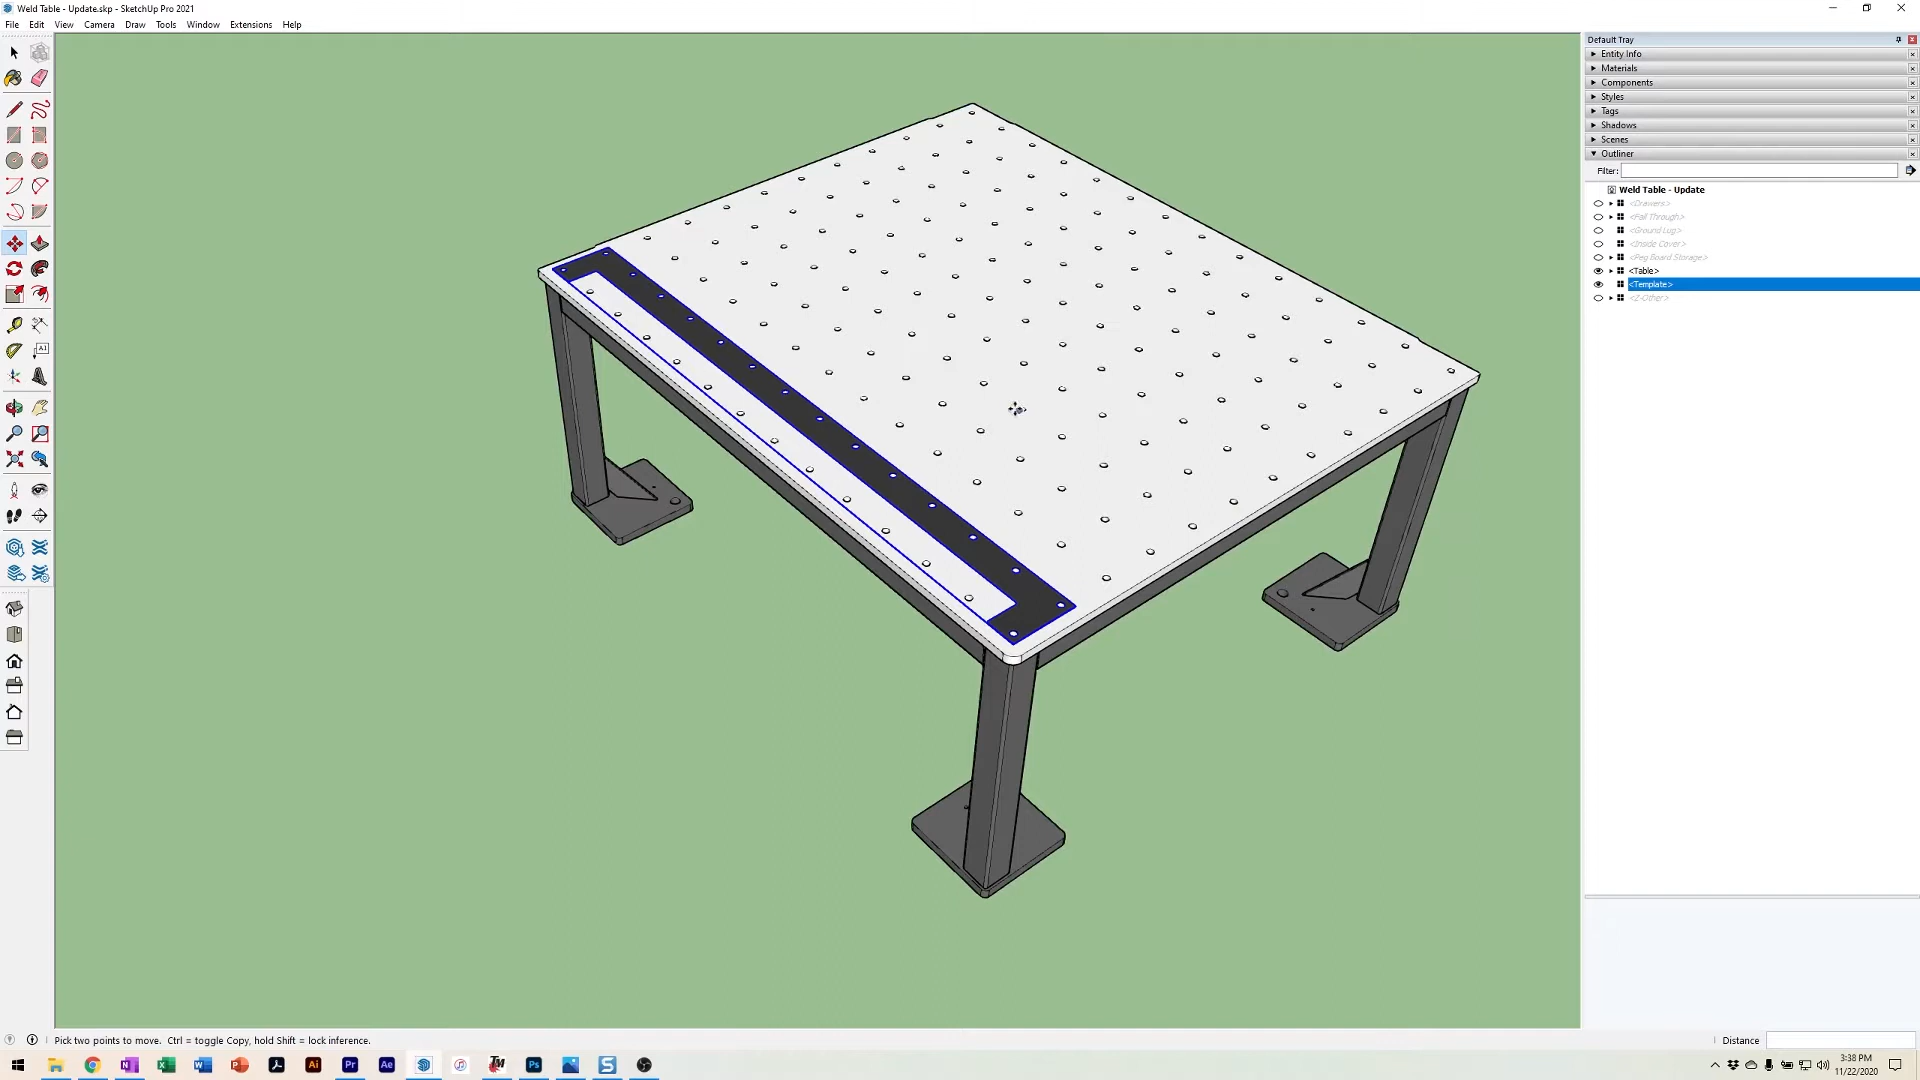 Weld Table - Update.skp - SketchUp Pro 2021
File Edit View Camera Draw Tools Window Extensions Help
Default Tray
Entity Info
Materials
Components
Styles
Tags
Shadows
Scenes
Outliner
Filter:
Weld Table - Update
<Drawers>
<Fall Through>
<Ground Lug>
<Inside Cover>
<Peg Board Storage>
<Table>
<Template>
<Z-Other>
Pick two points to move. Ctrl = toggle Copy, hold Shift = lock inference.
Distance
3:38 PM
11/22/2020